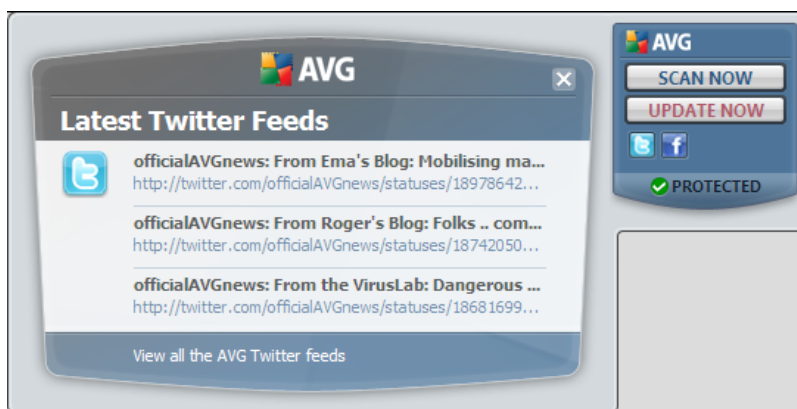 AVG
Latest Twitter Feeds
officialAVGnews: From Ema's Blog: Mobilising ma...
http://twitter.com/officialAVGnews/statuses/18978642...
officialAVGnews: From Roger's Blog: Folks .. com...
http://twitter.com/officialAVGnews/statuses/18742050...
officialAVGnews: From the VirusLab: Dangerous ...
http://twitter.com/officialAVGnews/statuses/18681699...
View all the AVG Twitter feeds
AVG
SCAN NOW
UPDATE NOW
PROTECTED